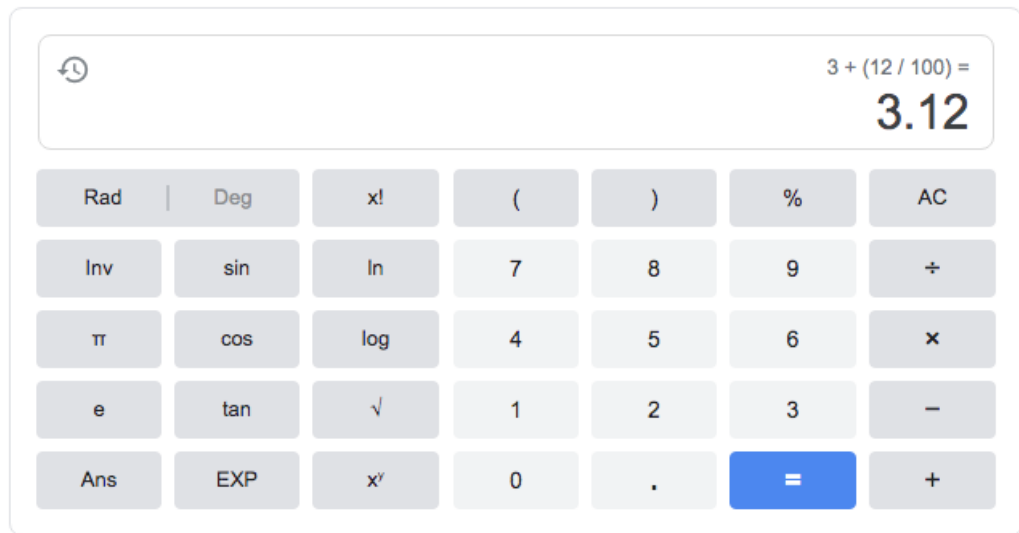 3 + (12 / 100) =
3.12
Rad | Deg x! ( ) % AC
Inv sin ln 7 8 9 ÷
π cos log 4 5 6 ×
e tan √ 1 2 3 −
Ans EXP xʸ 0 . = +